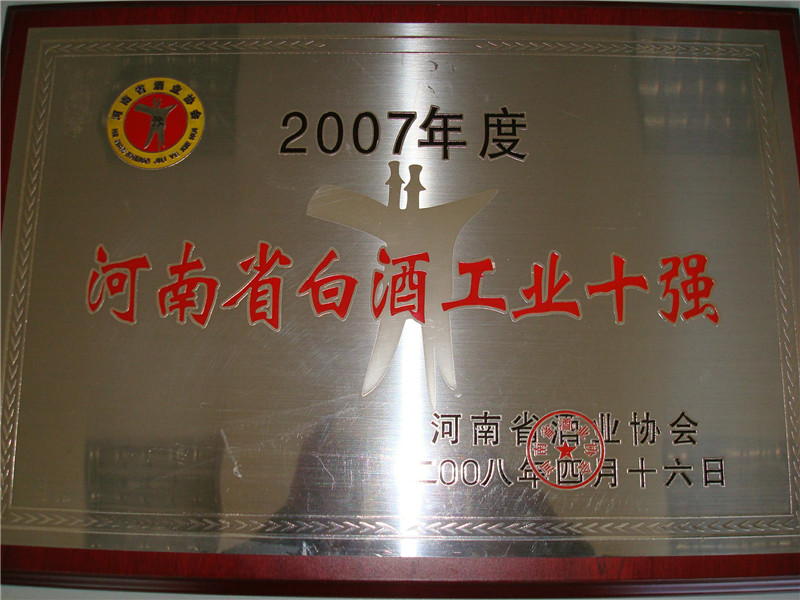 河南省酒业协会
2007年度
河南省白酒工业十强
河南省酒业协会
二00八年四月十六日